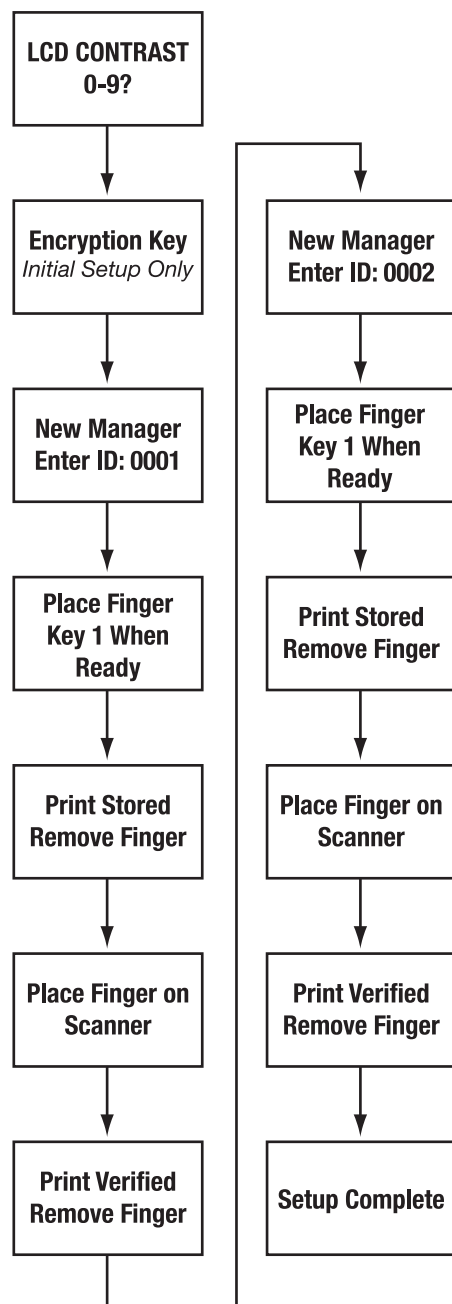 LCD CONTRAST
0-9?
Encryption Key
Initial Setup Only
New Manager
Enter ID: 0001
Place Finger
Key 1 When
Ready
Print Stored
Remove Finger
Place Finger on
Scanner
Print Verified
Remove Finger
New Manager
Enter ID: 0002
Place Finger
Key 1 When
Ready
Print Stored
Remove Finger
Place Finger on
Scanner
Print Verified
Remove Finger
Setup Complete